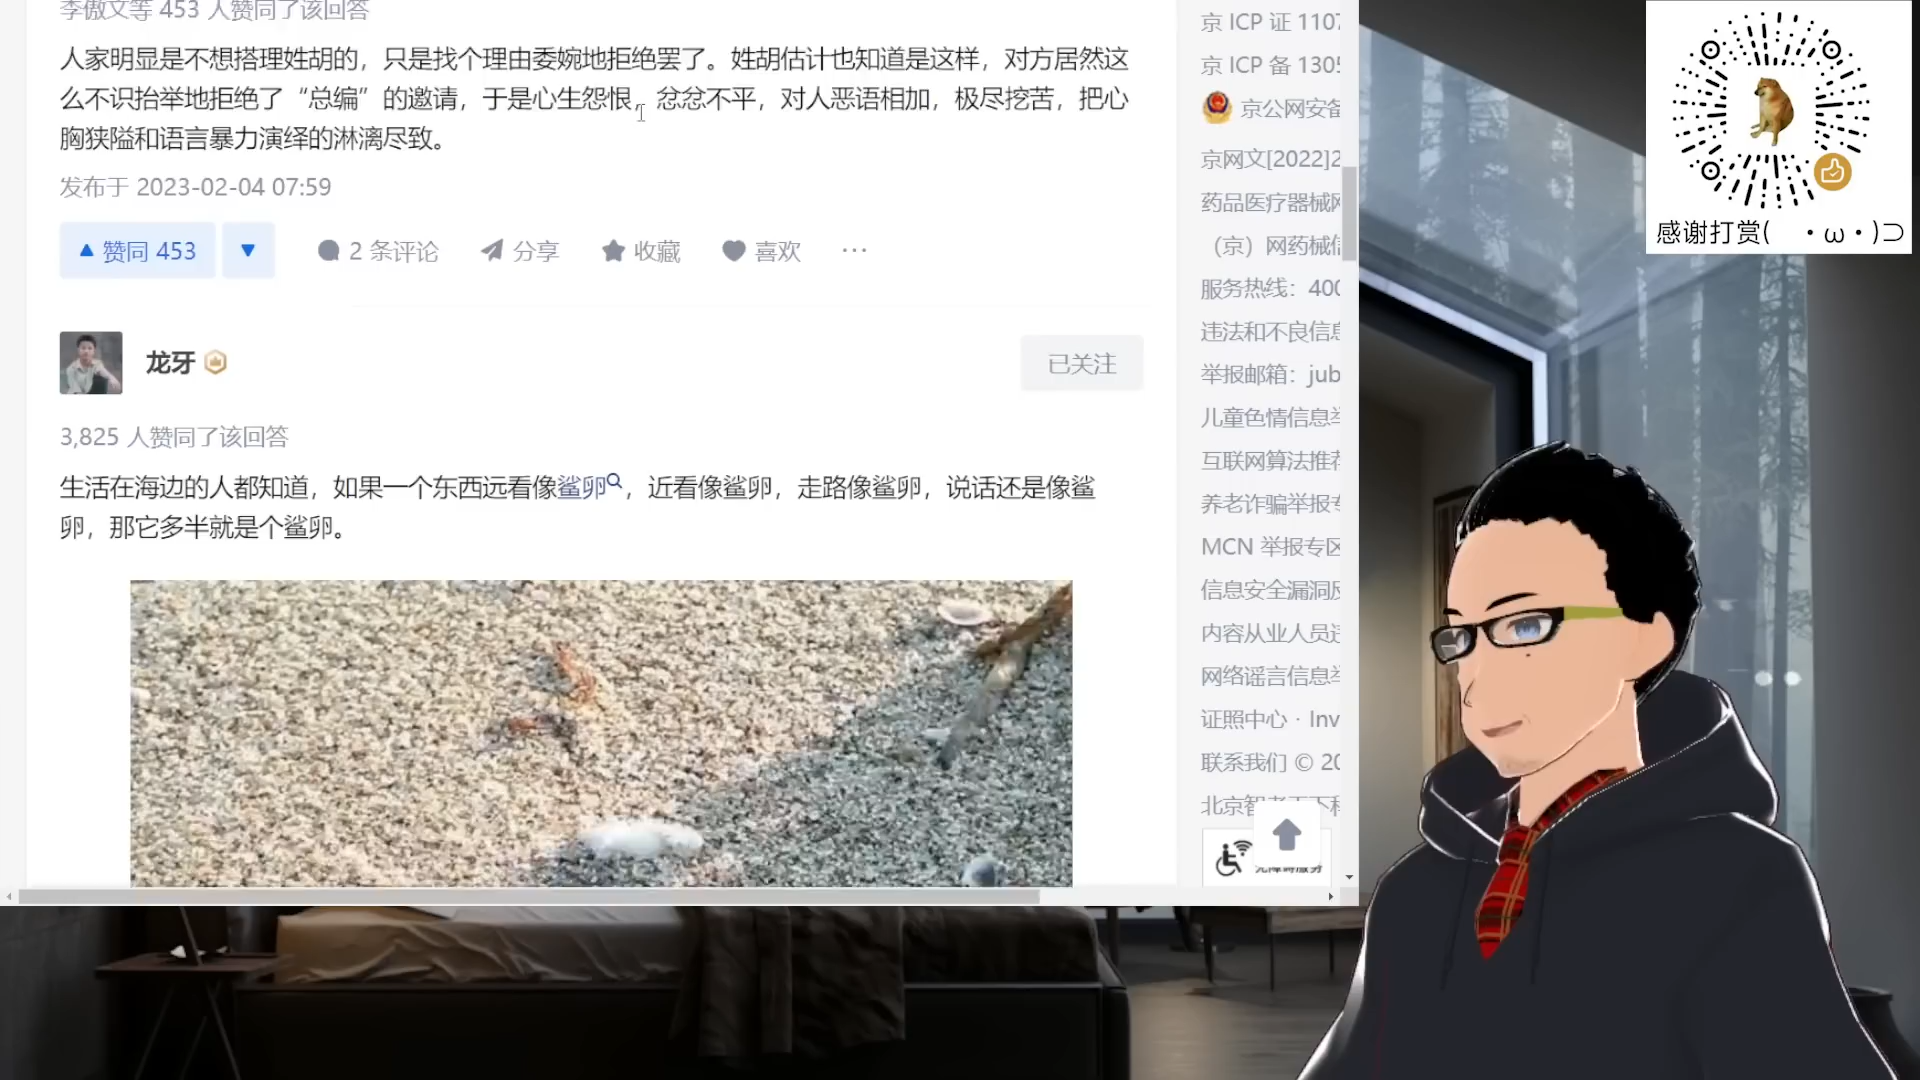 李傲文等 453 人赞同了该回答
人家明显是不想搭理姓胡的，只是找个理由委婉地拒绝罢了。姓胡估计也知道是这样，对方居然这
么不识抬举地拒绝了“总编”的邀请，于是心生怨恨，忿忿不平，对人恶语相加，极尽挖苦，把心
胸狭隘和语言暴力演绎的淋漓尽致。
发布于 2023-02-04 07:59
赞同 453
2 条评论
分享
收藏
喜欢
龙牙
已关注
3,825 人赞同了该回答
生活在海边的人都知道，如果一个东西远看像鲨卵，近看像鲨卵，走路像鲨卵，说话还是像鲨
卵，那它多半就是个鲨卵。
京 ICP 证 1107
京 ICP 备 1305
京公网安备
京网文[2022]2
药品医疗器械网
（京）网药械信
服务热线：400
违法和不良信息
举报邮箱：jub
儿童色情信息举
互联网算法推荐
养老诈骗举报专
MCN 举报专区
信息安全漏洞反
内容从业人员违
网络谣言信息举
证照中心 · Inv
联系我们 © 20
北京智
感谢打赏( ・ω・)⊃